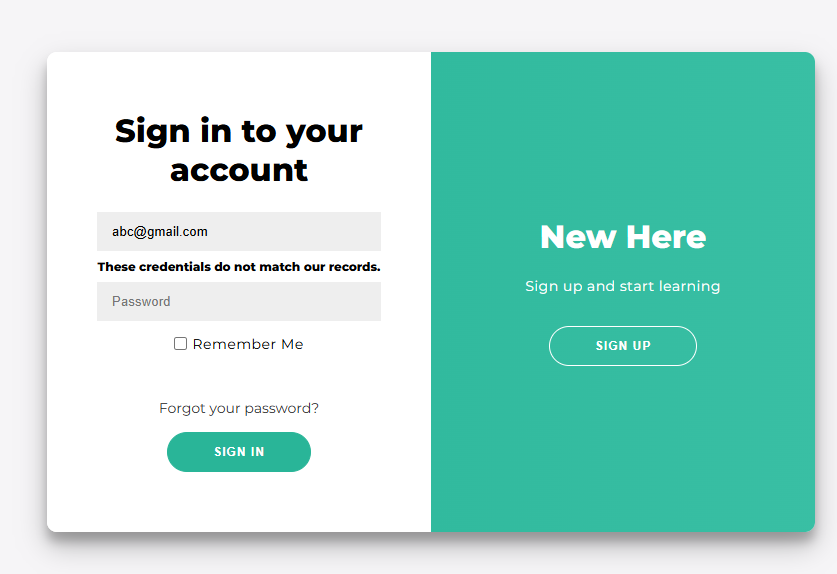 Sign in to your
account
abc@gmail.com
These credentials do not match our records.
Password
Remember Me
Forgot your password?
SIGN IN
New Here
Sign up and start learning
SIGN UP